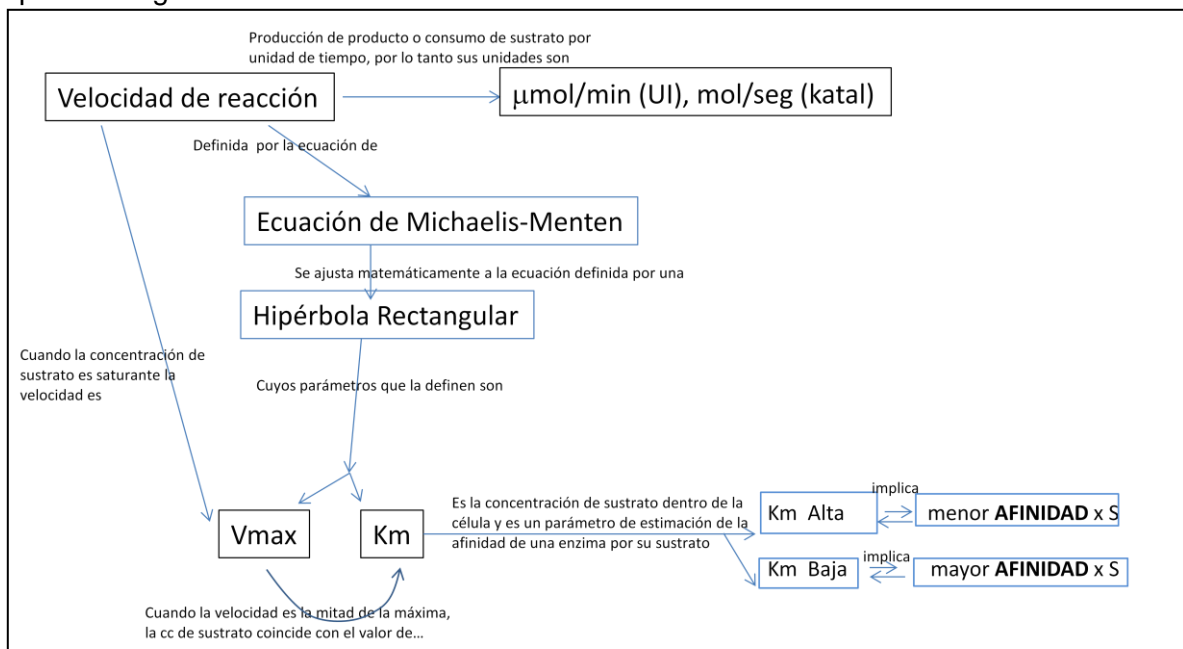 Producción de producto o consumo de sustrato por
unidad de tiempo, por lo tanto sus unidades son
Velocidad de reacción
μmol/min (UI), mol/seg (katal)
Definida por la ecuación de
Ecuación de Michaelis-Menten
Se ajusta matemáticamente a la ecuación definida por una
Hipérbola Rectangular
Cuando la concentración de
sustrato es saturante la
velocidad es
Cuyos parámetros que la definen son
Vmax
Km
Es la concentración de sustrato dentro de la
célula y es un parámetro de estimación de la
afinidad de una enzima por su sustrato
Km Alta
implica
menor AFINIDAD x S
Km Baja
implica
mayor AFINIDAD x S
Cuando la velocidad es la mitad de la máxima,
la cc de sustrato coincide con el valor de...